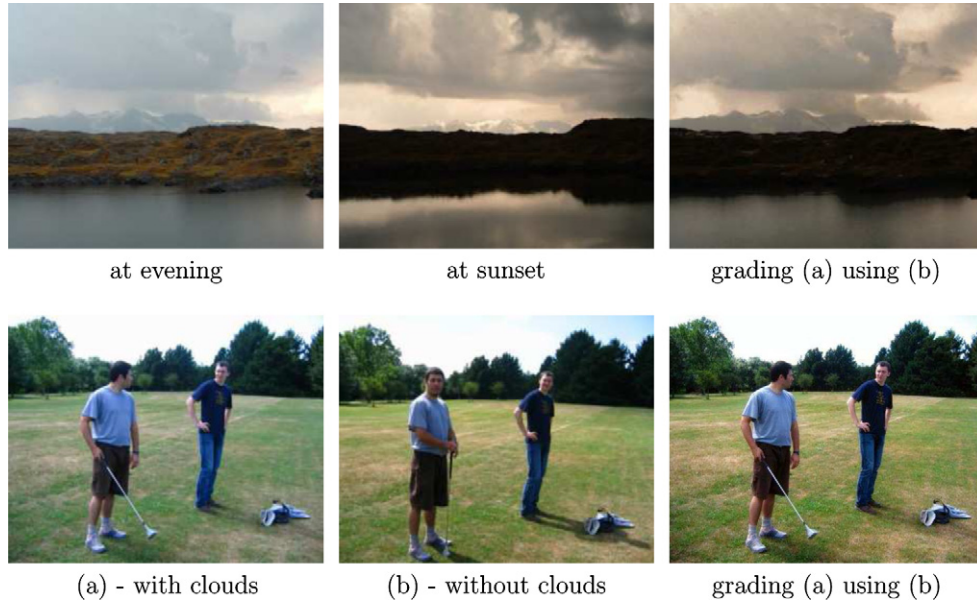 at evening
at sunset
grading (a) using (b)
(a) - with clouds
(b) - without clouds
grading (a) using (b)